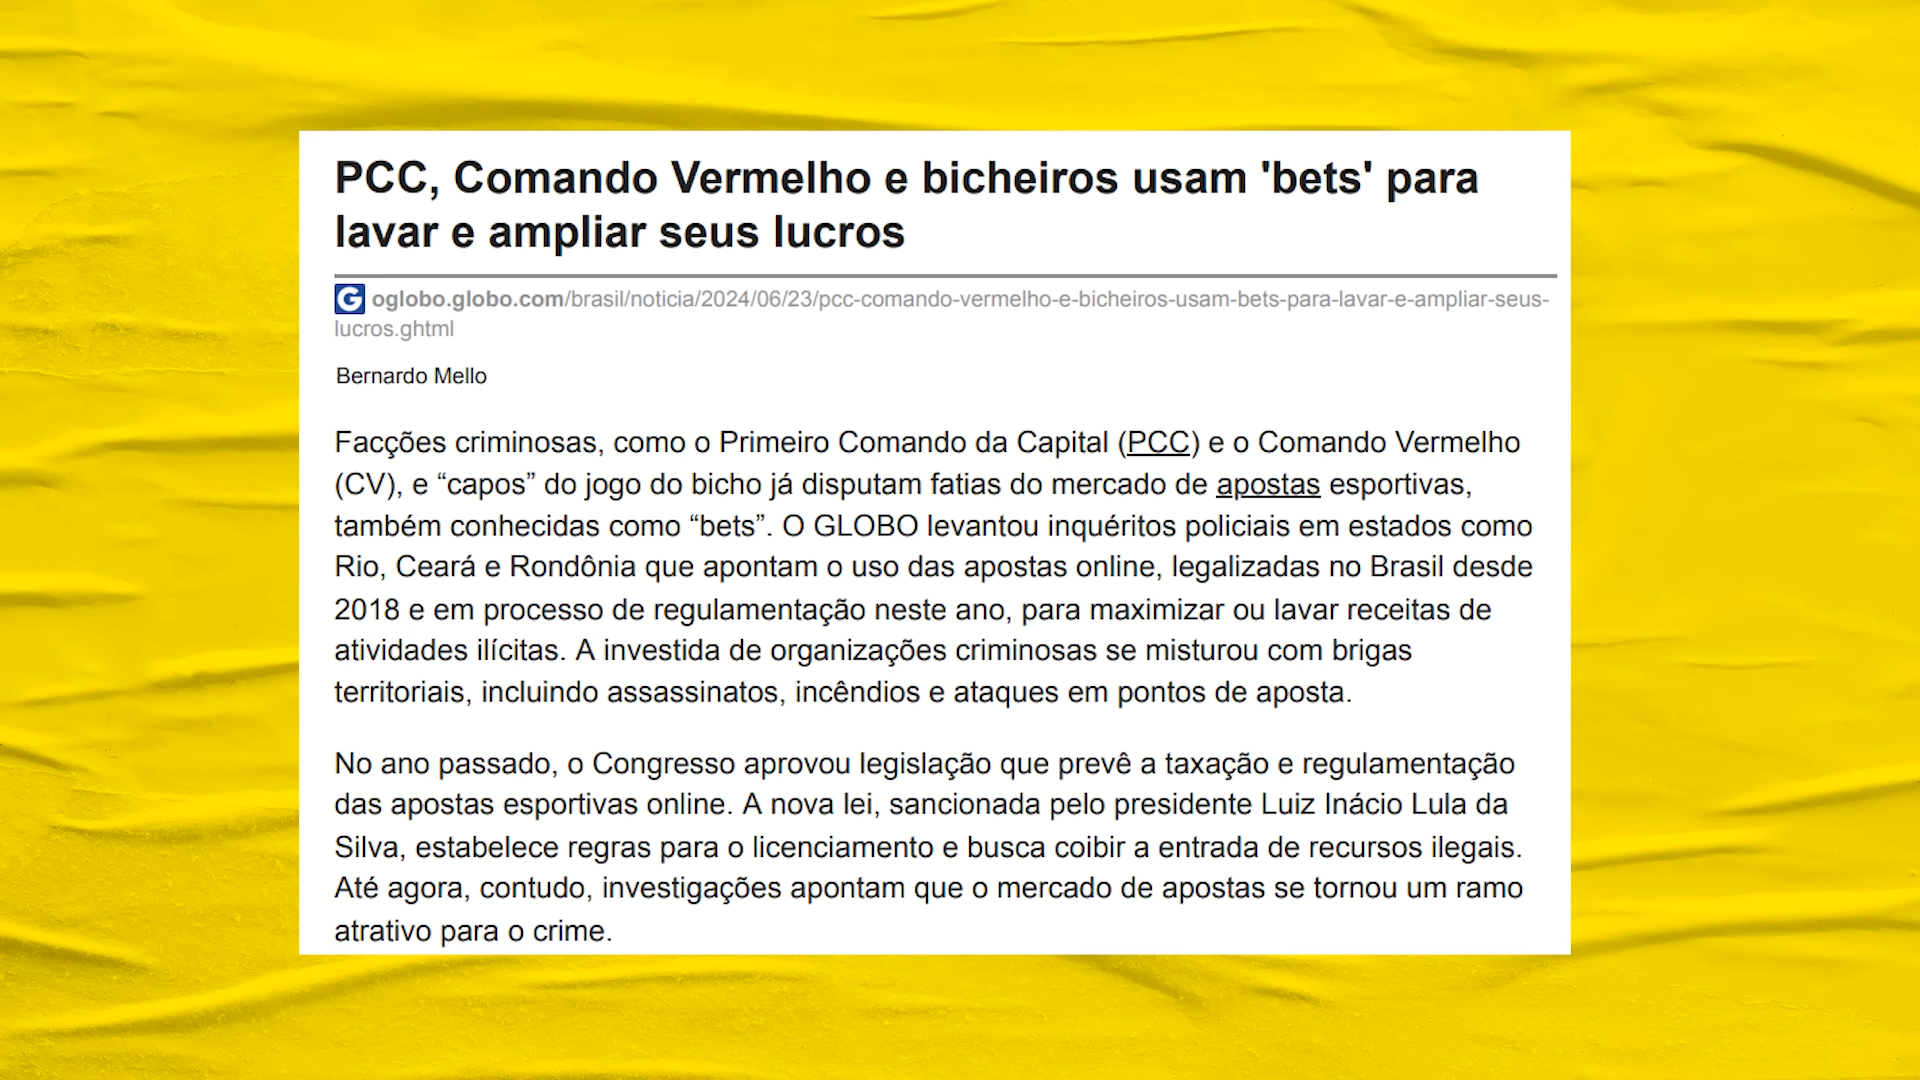 PCC, Comando Vermelho e bicheiros usam 'bets' para
lavar e ampliar seus lucros
G oglobo.globo.com/brasil/noticia/2024/06/23/pcc-comando-vermelho-e-bicheiros-usam-bets-para-lavar-e-ampliar-seus-
lucros.ghtml
Bernardo Mello
Facções criminosas, como o Primeiro Comando da Capital (PCC) e o Comando Vermelho
(CV), e “capos” do jogo do bicho já disputam fatias do mercado de apostas esportivas,
também conhecidas como “bets”. O GLOBO levantou inquéritos policiais em estados como
Rio, Ceará e Rondônia que apontam o uso das apostas online, legalizadas no Brasil desde
2018 e em processo de regulamentação neste ano, para maximizar ou lavar receitas de
atividades ilícitas. A investida de organizações criminosas se misturou com brigas
territoriais, incluindo assassinatos, incêndios e ataques em pontos de aposta.
No ano passado, o Congresso aprovou legislação que prevê a taxação e regulamentação
das apostas esportivas online. A nova lei, sancionada pelo presidente Luiz Inácio Lula da
Silva, estabelece regras para o licenciamento e busca coibir a entrada de recursos ilegais.
Até agora, contudo, investigações apontam que o mercado de apostas se tornou um ramo
atrativo para o crime.